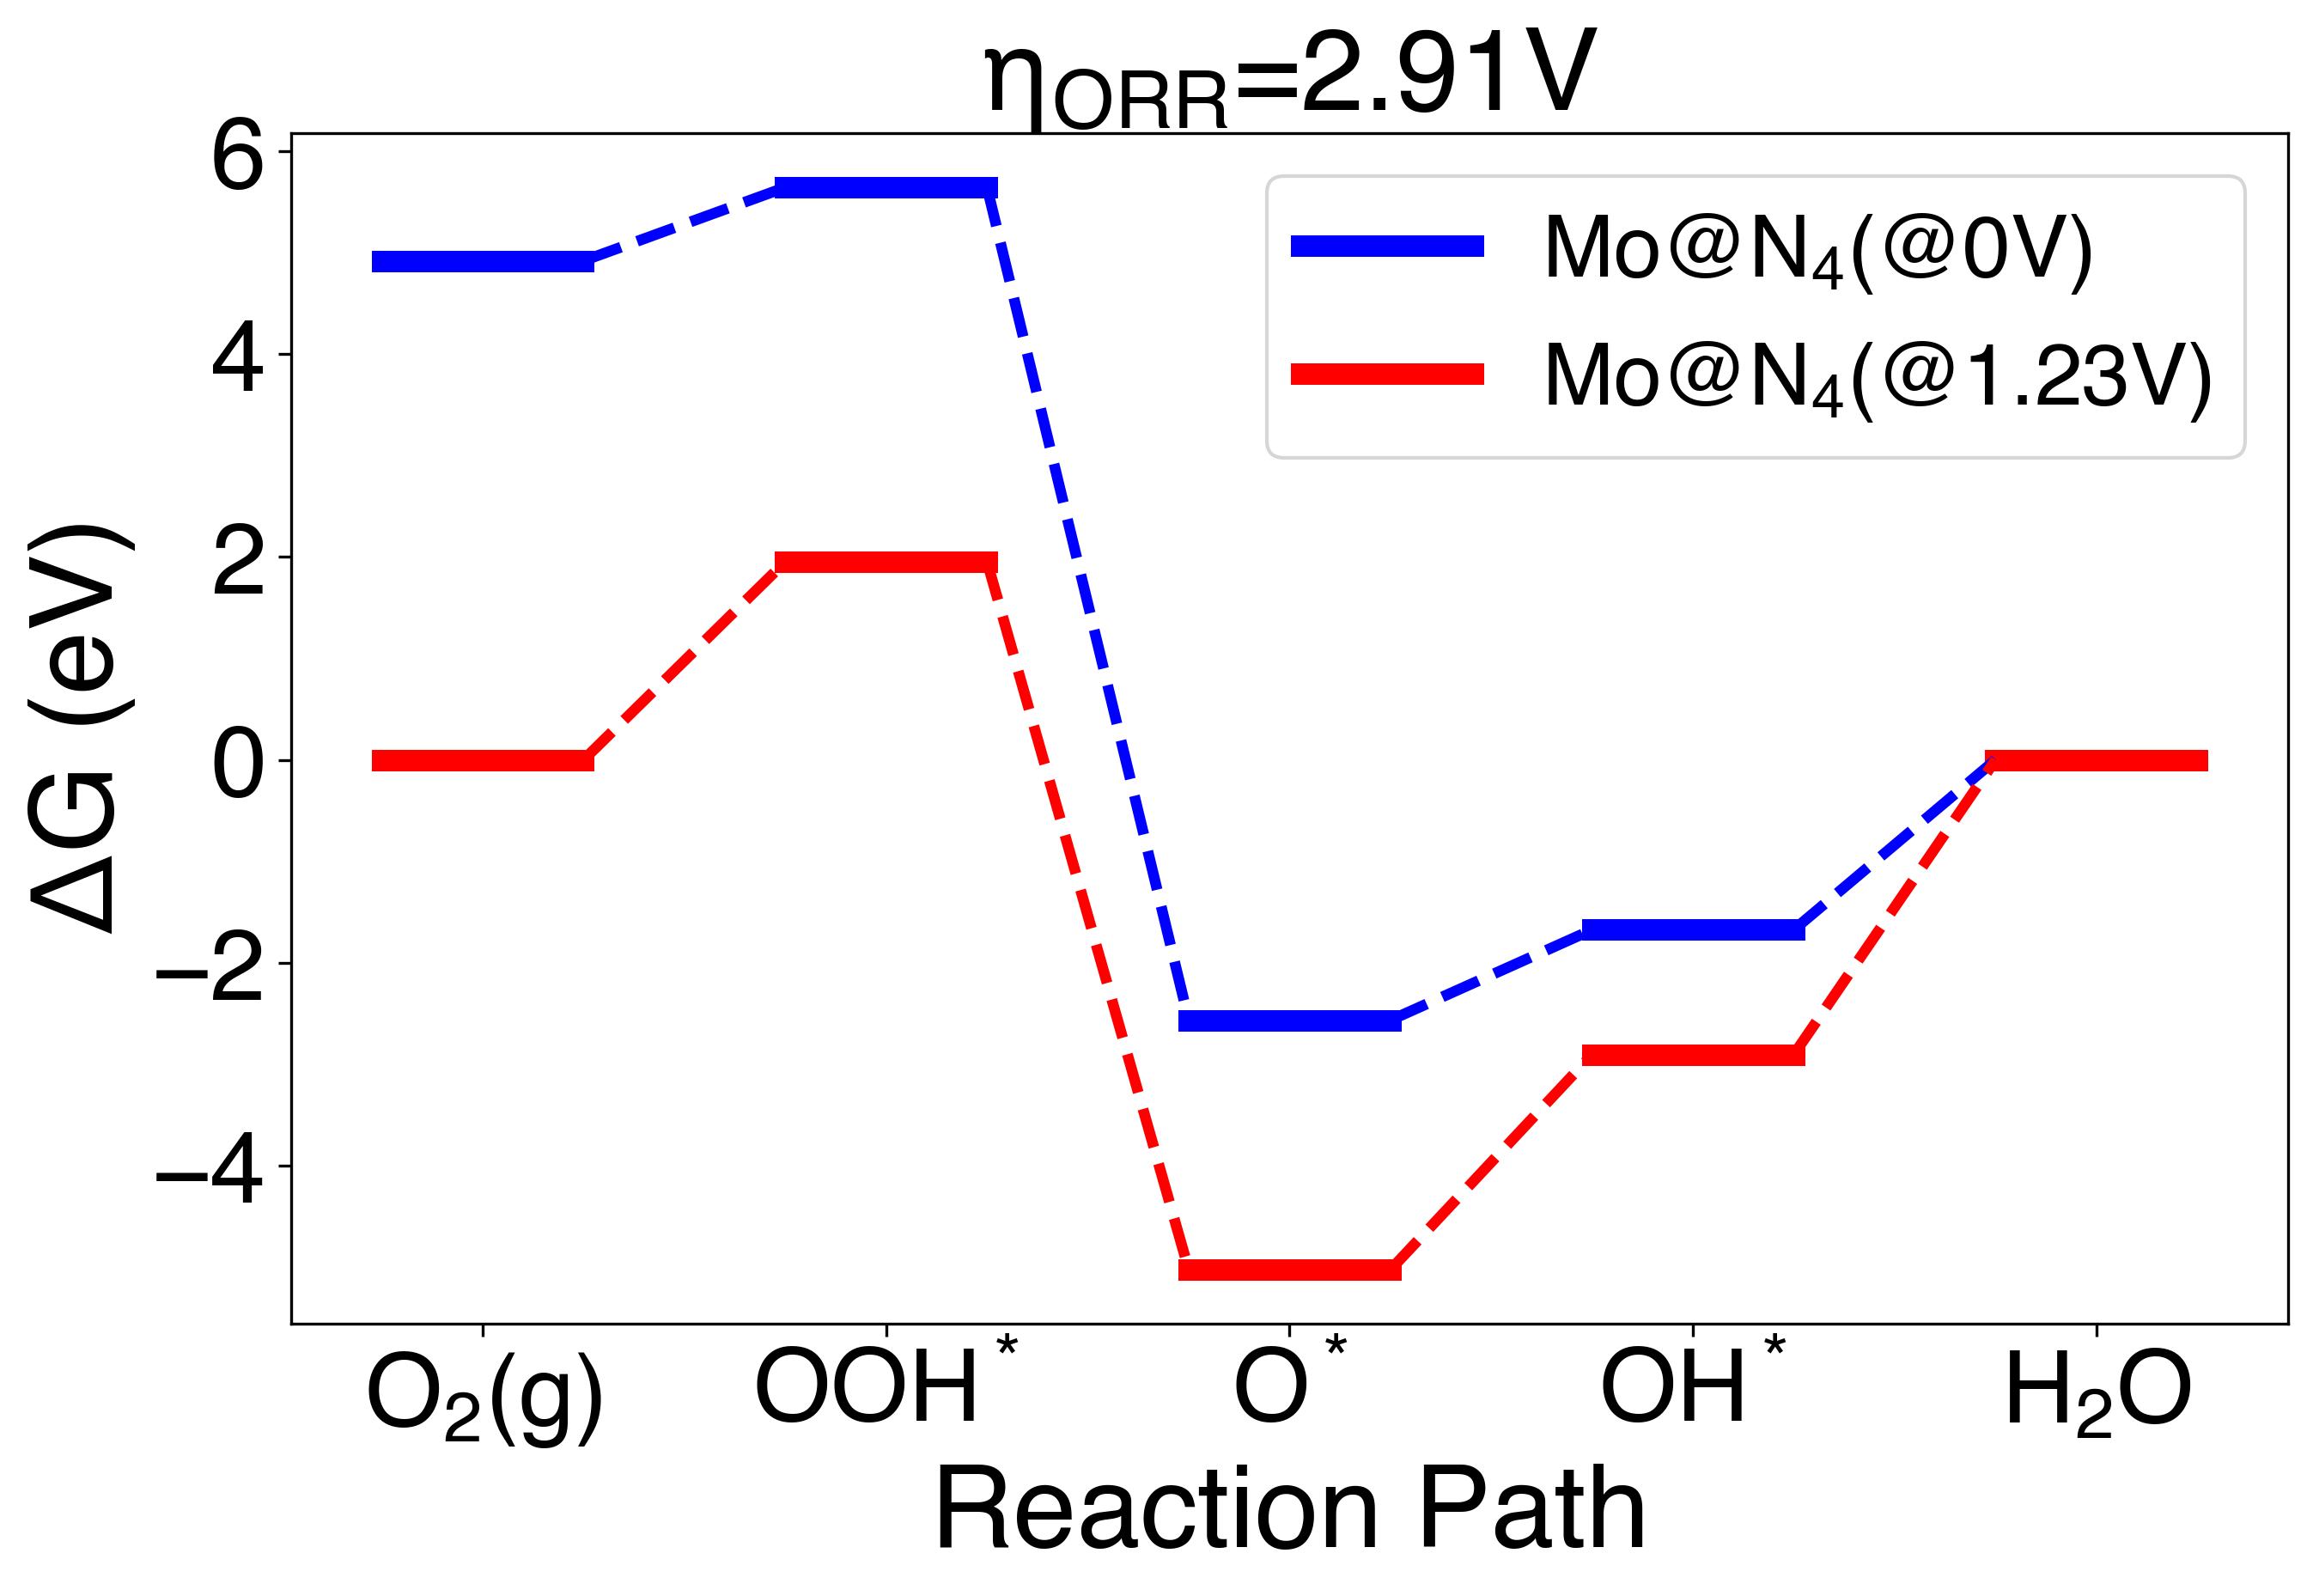 η_ORR=2.91V
Mo@N₄(@0V)
Mo@N₄(@1.23V)
ΔG (eV)
6
4
2
0
−2
−4
O₂(g) OOH* O* OH* H₂O
Reaction Path